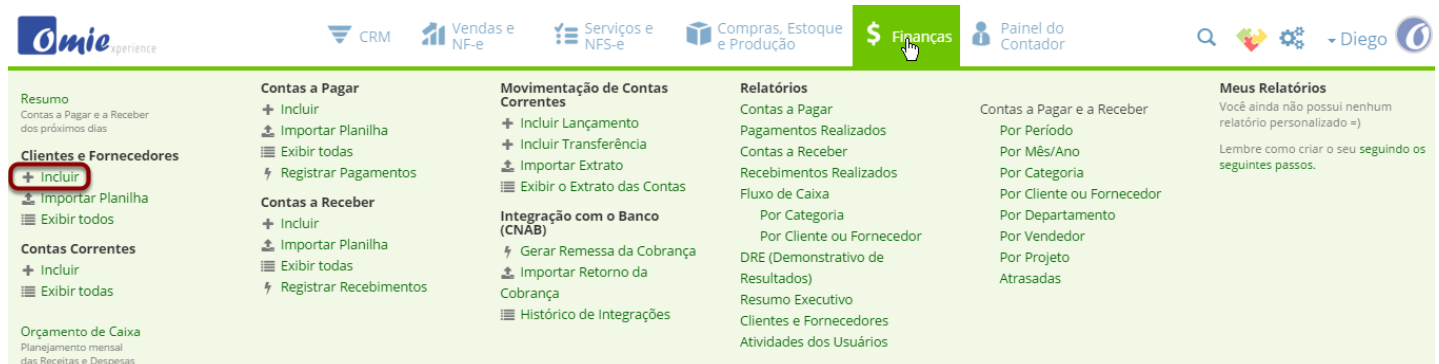 Omie xperience
CRM
Vendas e
NF-e
Serviços e
NFS-e
Compras, Estoque
e Produção
$ Finanças
Painel do
Contador
Diego
Resumo
Contas a Pagar e a Receber
dos próximos dias
Clientes e Fornecedores
Incluir
Importar Planilha
Exibir todos
Contas Correntes
Incluir
Exibir todas
Orçamento de Caixa
Planejamento mensal
das Receitas e Despesas
Contas a Pagar
Incluir
Importar Planilha
Exibir todas
Registrar Pagamentos
Contas a Receber
Incluir
Importar Planilha
Exibir todas
Registrar Recebimentos
Movimentação de Contas
Correntes
Incluir Lançamento
Incluir Transferência
Importar Extrato
Exibir o Extrato das Contas
Integração com o Banco
(CNAB)
Gerar Remessa da Cobrança
Importar Retorno da
Cobrança
Histórico de Integrações
Relatórios
Contas a Pagar
Pagamentos Realizados
Contas a Receber
Recebimentos Realizados
Fluxo de Caixa
Por Categoria
Por Cliente ou Fornecedor
DRE (Demonstrativo de
Resultados)
Resumo Executivo
Clientes e Fornecedores
Atividades dos Usuários
Contas a Pagar e a Receber
Por Período
Por Mês/Ano
Por Categoria
Por Cliente ou Fornecedor
Por Departamento
Por Vendedor
Por Projeto
Atrasadas
Meus Relatórios
Você ainda não possui nenhum
relatório personalizado =)
Lembre como criar o seu seguindo os
seguintes passos.